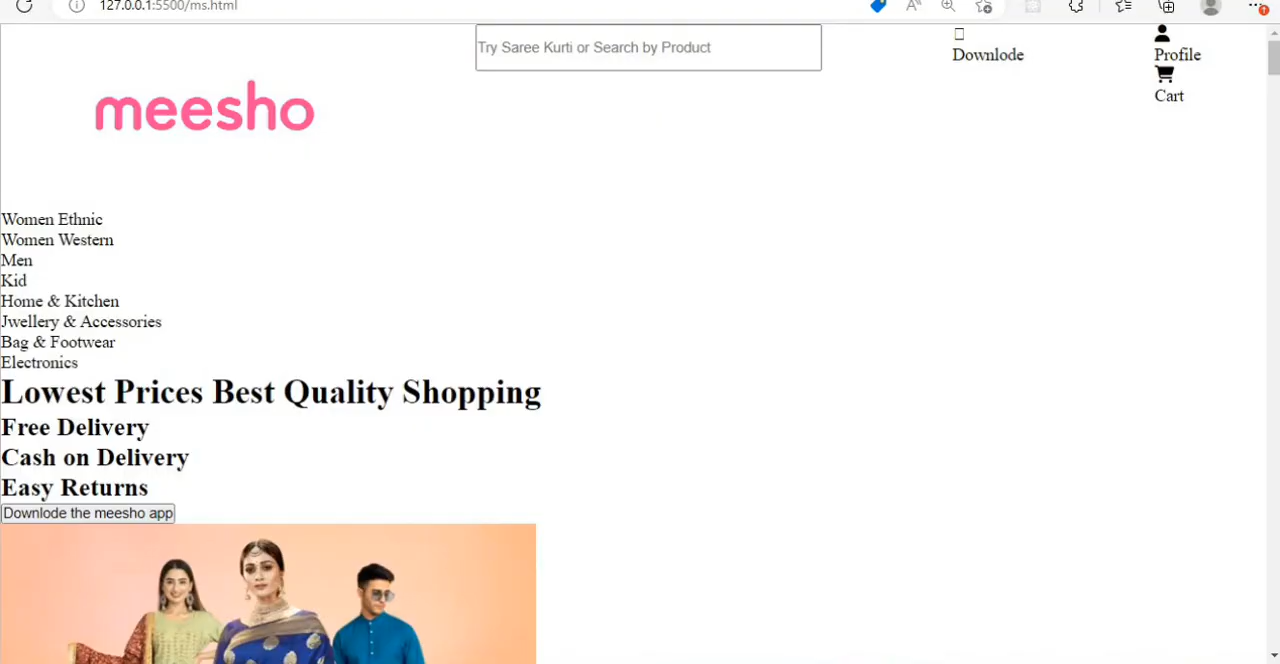 127.0.0.1:5500/ms.html
Try Saree Kurti or Search by Product
Downlode
Profile
Cart
meesho
Women Ethnic
Women Western
Men
Kid
Home & Kitchen
Jwellery & Accessories
Bag & Footwear
Electronics
Lowest Prices Best Quality Shopping
Free Delivery
Cash on Delivery
Easy Returns
Downlode the meesho app